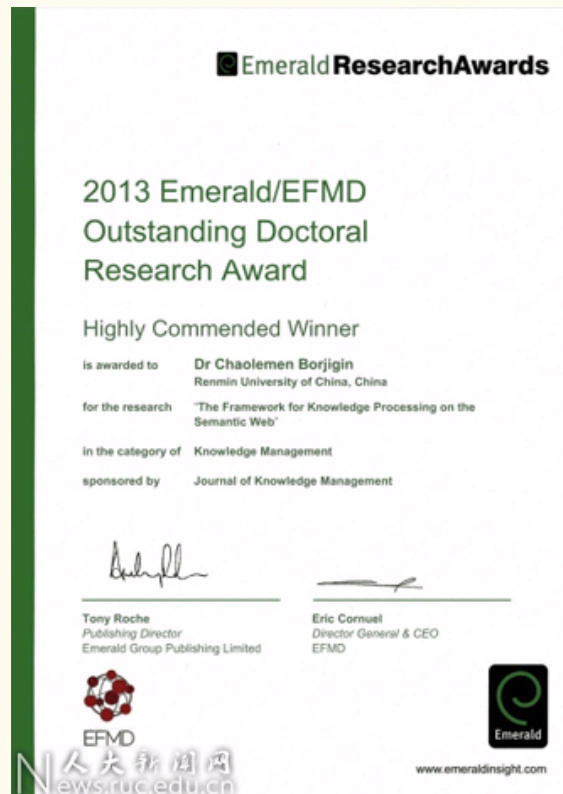 Emerald ResearchAwards
2013 Emerald/EFMD
Outstanding Doctoral
Research Award
Highly Commended Winner
is awarded to Dr Chaolemen Borjigin
Renmin University of China, China
for the research "The Framework for Knowledge Processing on the
Semantic Web"
in the category of Knowledge Management
sponsored by Journal of Knowledge Management
Tony Roche
Publishing Director
Emerald Group Publishing Limited
Eric Cornuel
Director General & CEO
EFMD
EFMD
Emerald
www.emeraldinsight.com
人大新闻网
News.ruc.edu.cn